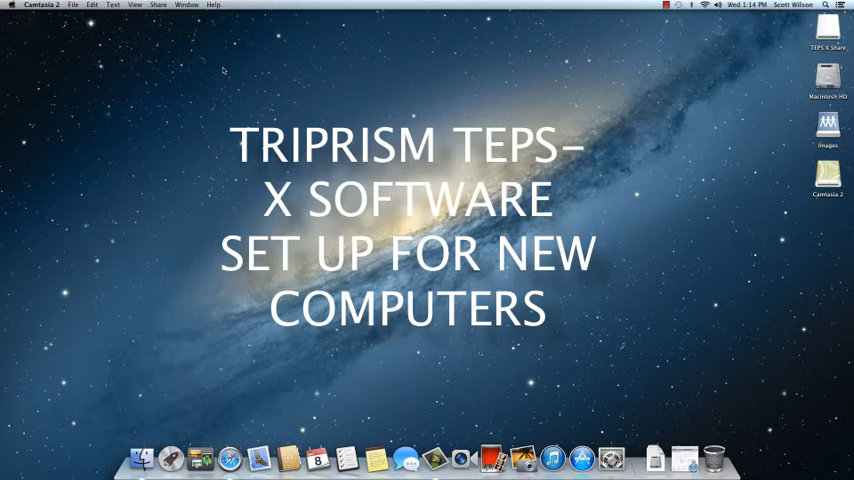 Camtasia 2 File Edit Text View Share Window Help
Wed 1:14 PM Scott Wilson
TEPS X Share
Macintosh HD
Images
Camtasia 2
TRIPRISM TEPS-
X SOFTWARE
SET UP FOR NEW
COMPUTERS
8